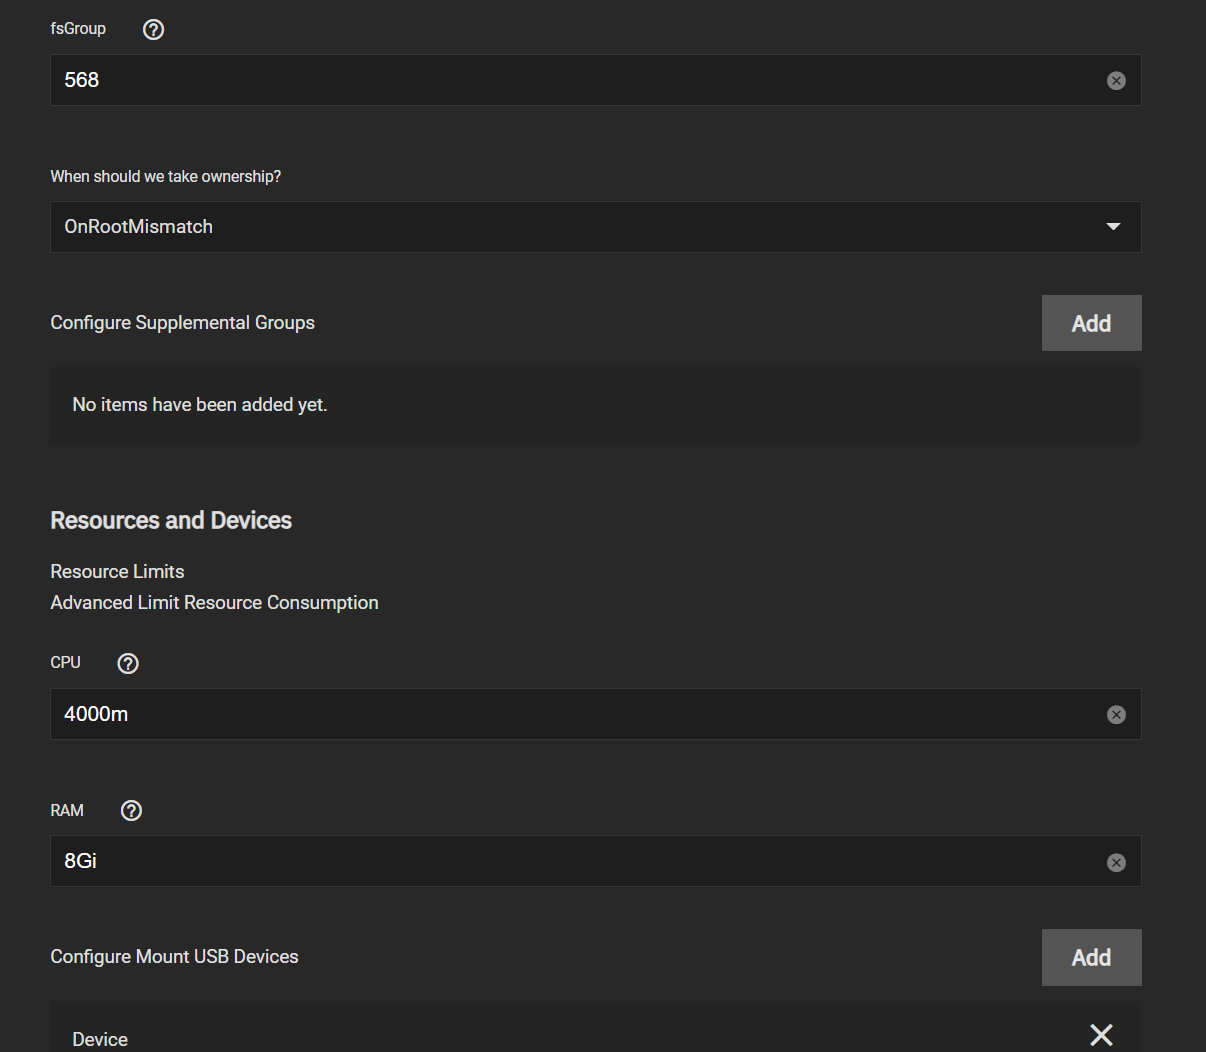 fsGroup
568
When should we take ownership?
OnRootMismatch
Configure Supplemental Groups
Add
No items have been added yet.
Resources and Devices
Resource Limits
Advanced Limit Resource Consumption
CPU
4000m
RAM
8Gi
Configure Mount USB Devices
Add
Device